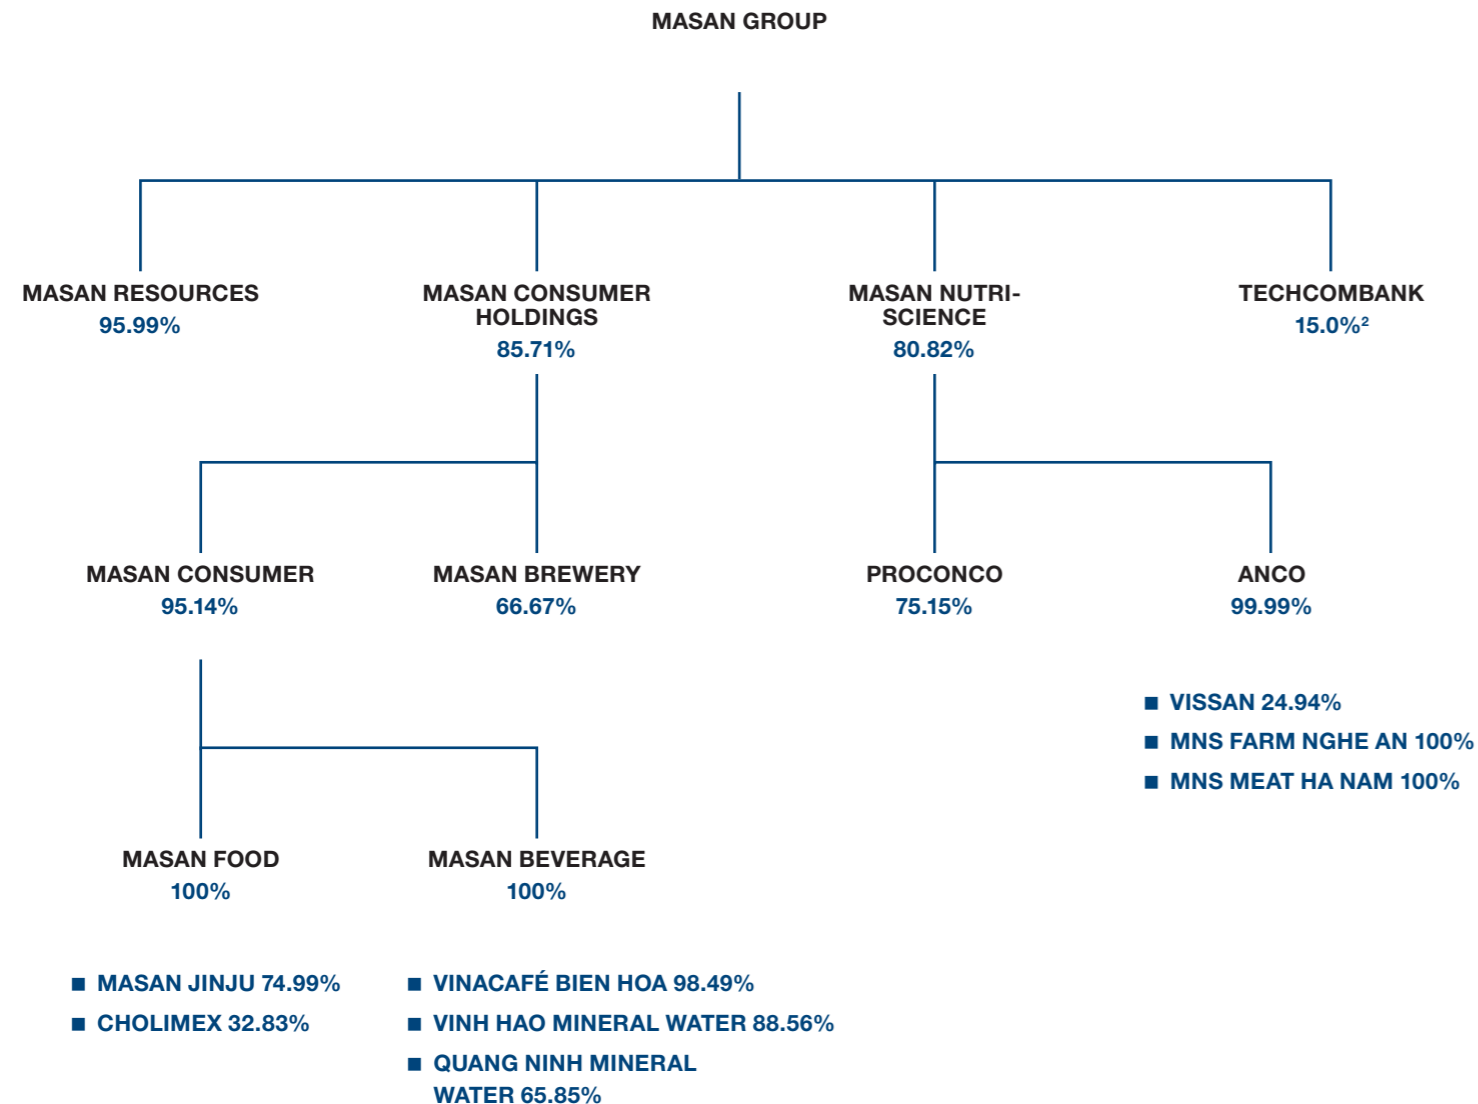 MASAN GROUP
MASAN RESOURCES
95.99%
MASAN CONSUMER
HOLDINGS
85.71%
MASAN NUTRI-
SCIENCE
80.82%
TECHCOMBANK
15.0%²
MASAN CONSUMER
95.14%
MASAN BREWERY
66.67%
PROCONCO
75.15%
ANCO
99.99%
■ VISSAN 24.94%
■ MNS FARM NGHE AN 100%
■ MNS MEAT HA NAM 100%
MASAN FOOD
100%
MASAN BEVERAGE
100%
■ MASAN JINJU 74.99%
■ CHOLIMEX 32.83%
■ VINACAFÉ BIEN HOA 98.49%
■ VINH HAO MINERAL WATER 88.56%
■ QUANG NINH MINERAL
WATER 65.85%